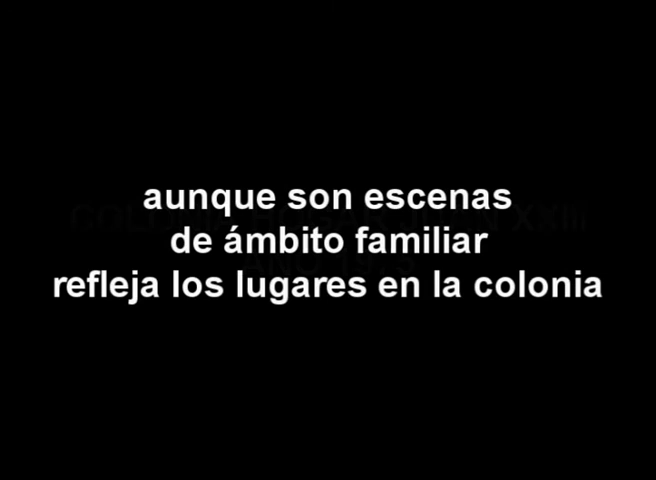 aunque son escenas
de ámbito familiar
refleja los lugares en la colonia